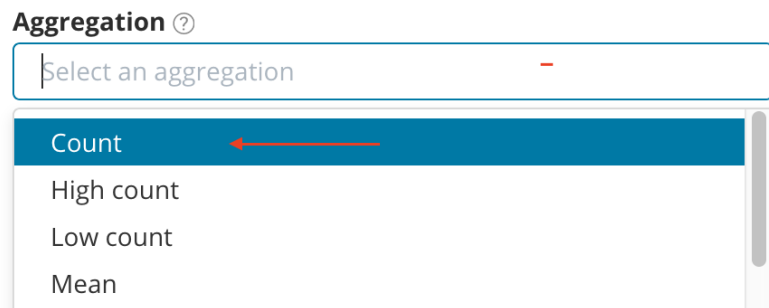 Aggregation ?
Select an aggregation
Count
High count
Low count
Mean